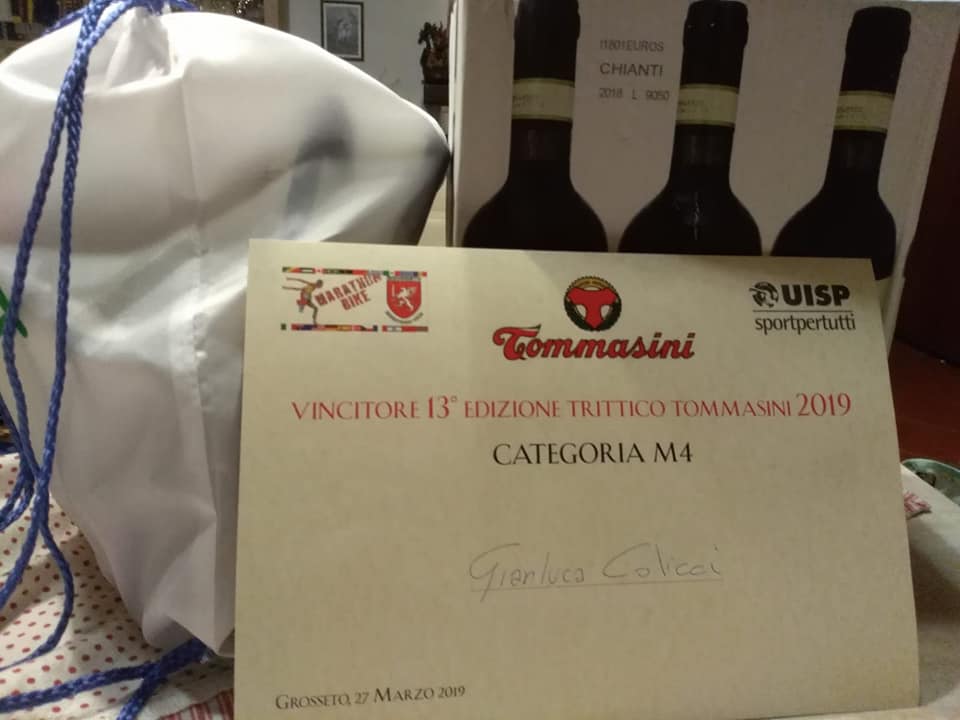 11801EUROS
CHIANTI
2018 L 9050
MARATHON
BIKE
Tommasini
UISP
sportpertutti
VINCITORE 13° EDIZIONE TRITTICO TOMMASINI 2019
CATEGORIA M4
Gianluca Colicci
GROSSETO, 27 MARZO 2019